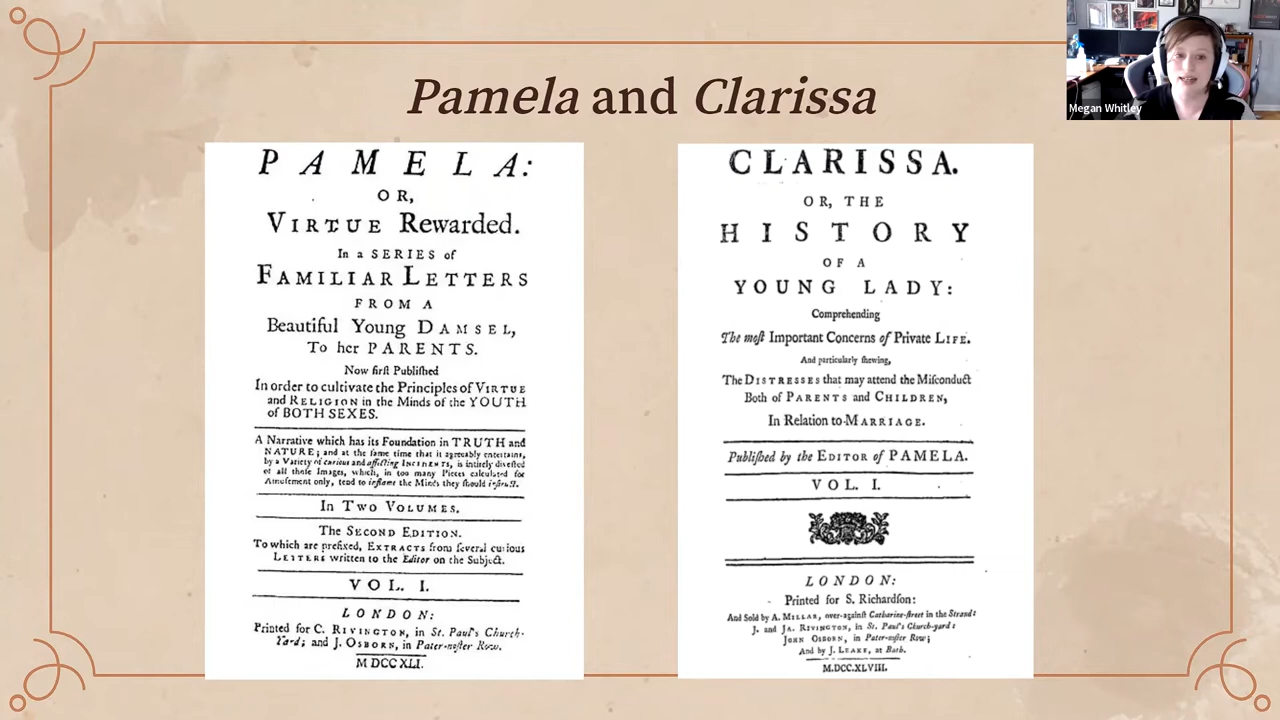 Pamela and Clarissa
Megan Whitley
PAMELA:
OR,
VIRTUE Rewarded.
In a SERIES of
FAMILIAR LETTERS
FROM A
Beautiful Young DAMSEL,
To her PARENTS.
Now firſt Publiſhed
In order to cultivate the Principles of VIRTUE
and RELIGION in the Minds of the YOUTH
of BOTH SEXES.
A Narrative which has its Foundation in TRUTH and
NATURE; and at the ſame time that it agreeably entertains,
by a Variety of curious and affecting INCIDENTS, is intirely diveſted
of all thoſe Images, which, in too many Pieces calculated for
Amuſement only, tend to inflame the Minds they ſhould inſtruct.
In Two VOLUMES.
The SECOND EDITION.
To which are prefixed, EXTRACTS from ſeveral curious
LETTERS written to the Editor on the Subject.
VOL. I.
LONDON:
Printed for C. RIVINGTON, in St. Paul's Church-
Yard; and J. OSBORN, in Pater-noſter Row.
M DCC XLI.
CLARISSA.
OR, THE
HISTORY
OF A
YOUNG LADY:
Comprehending
The moſt Important Concerns of Private LIFE.
And particularly ſhewing,
The DISTRESSES that may attend the Miſconduct
Both of PARENTS and CHILDREN,
In Relation to MARRIAGE.
Publiſhed by the EDITOR of PAMELA.
VOL. I.
LONDON:
Printed for S. Richardſon:
And Sold by A. MILLAR, over-againſt Catharine-ſtreet in the Strand:
J. and JA. RIVINGTON, in St. Paul's Church-yard:
JOHN OSBORN, in Pater-noſter Row;
And by J. LEAKE, at Bath.
M.DCC.XLVIII.